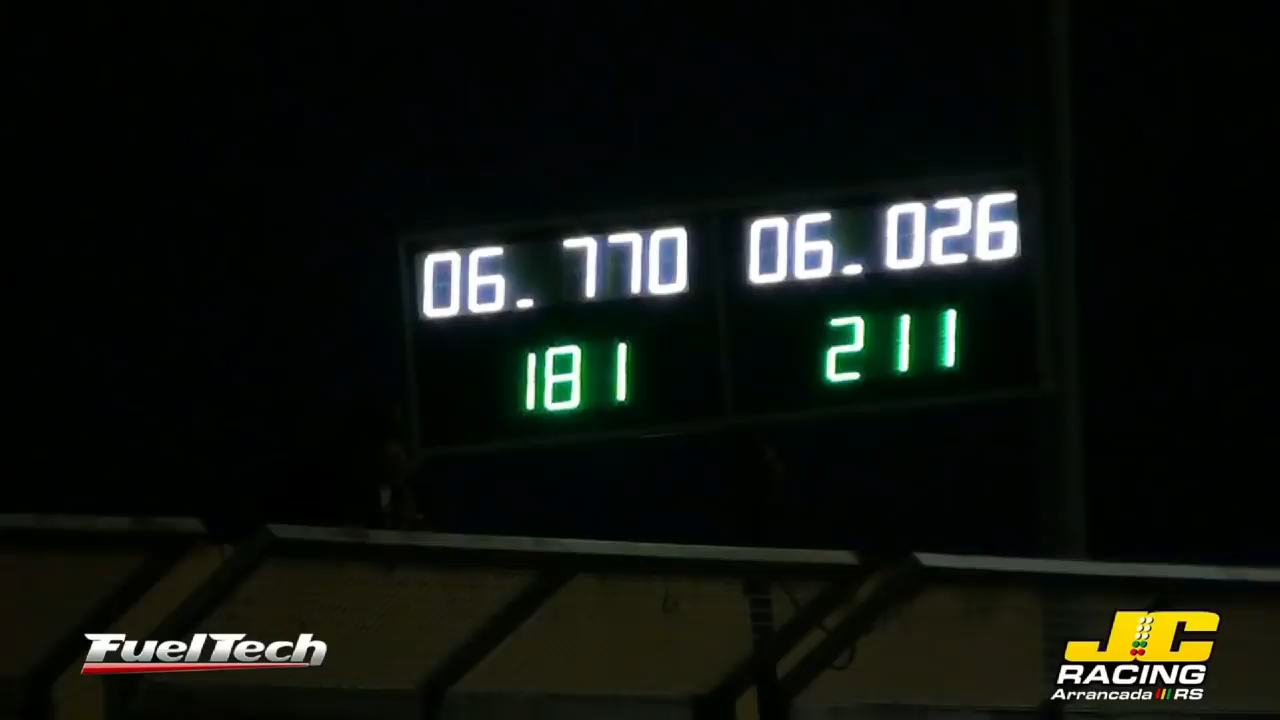 06. 770 06. 026
181 211
FUELTECH
JC
RACING
Arrancada RS